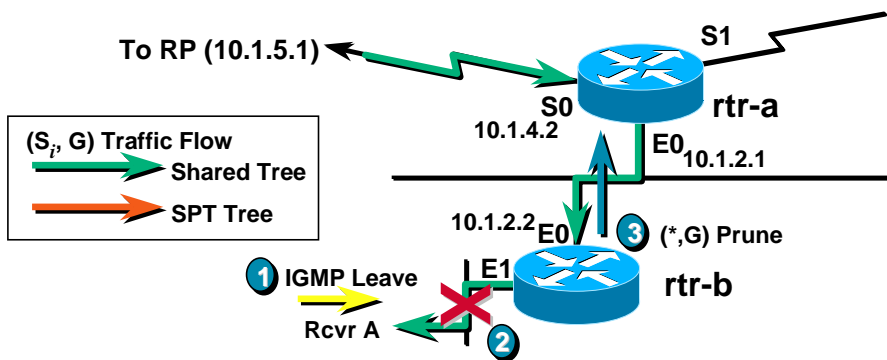 S1
To RP (10.1.5.1)
S0
rtr-a
10.1.4.2
E0
10.1.2.1
(Si, G) Traffic Flow
Shared Tree
SPT Tree
10.1.2.2
E0
3 (*,G) Prune
E1
rtr-b
1 IGMP Leave
Rcvr A
2